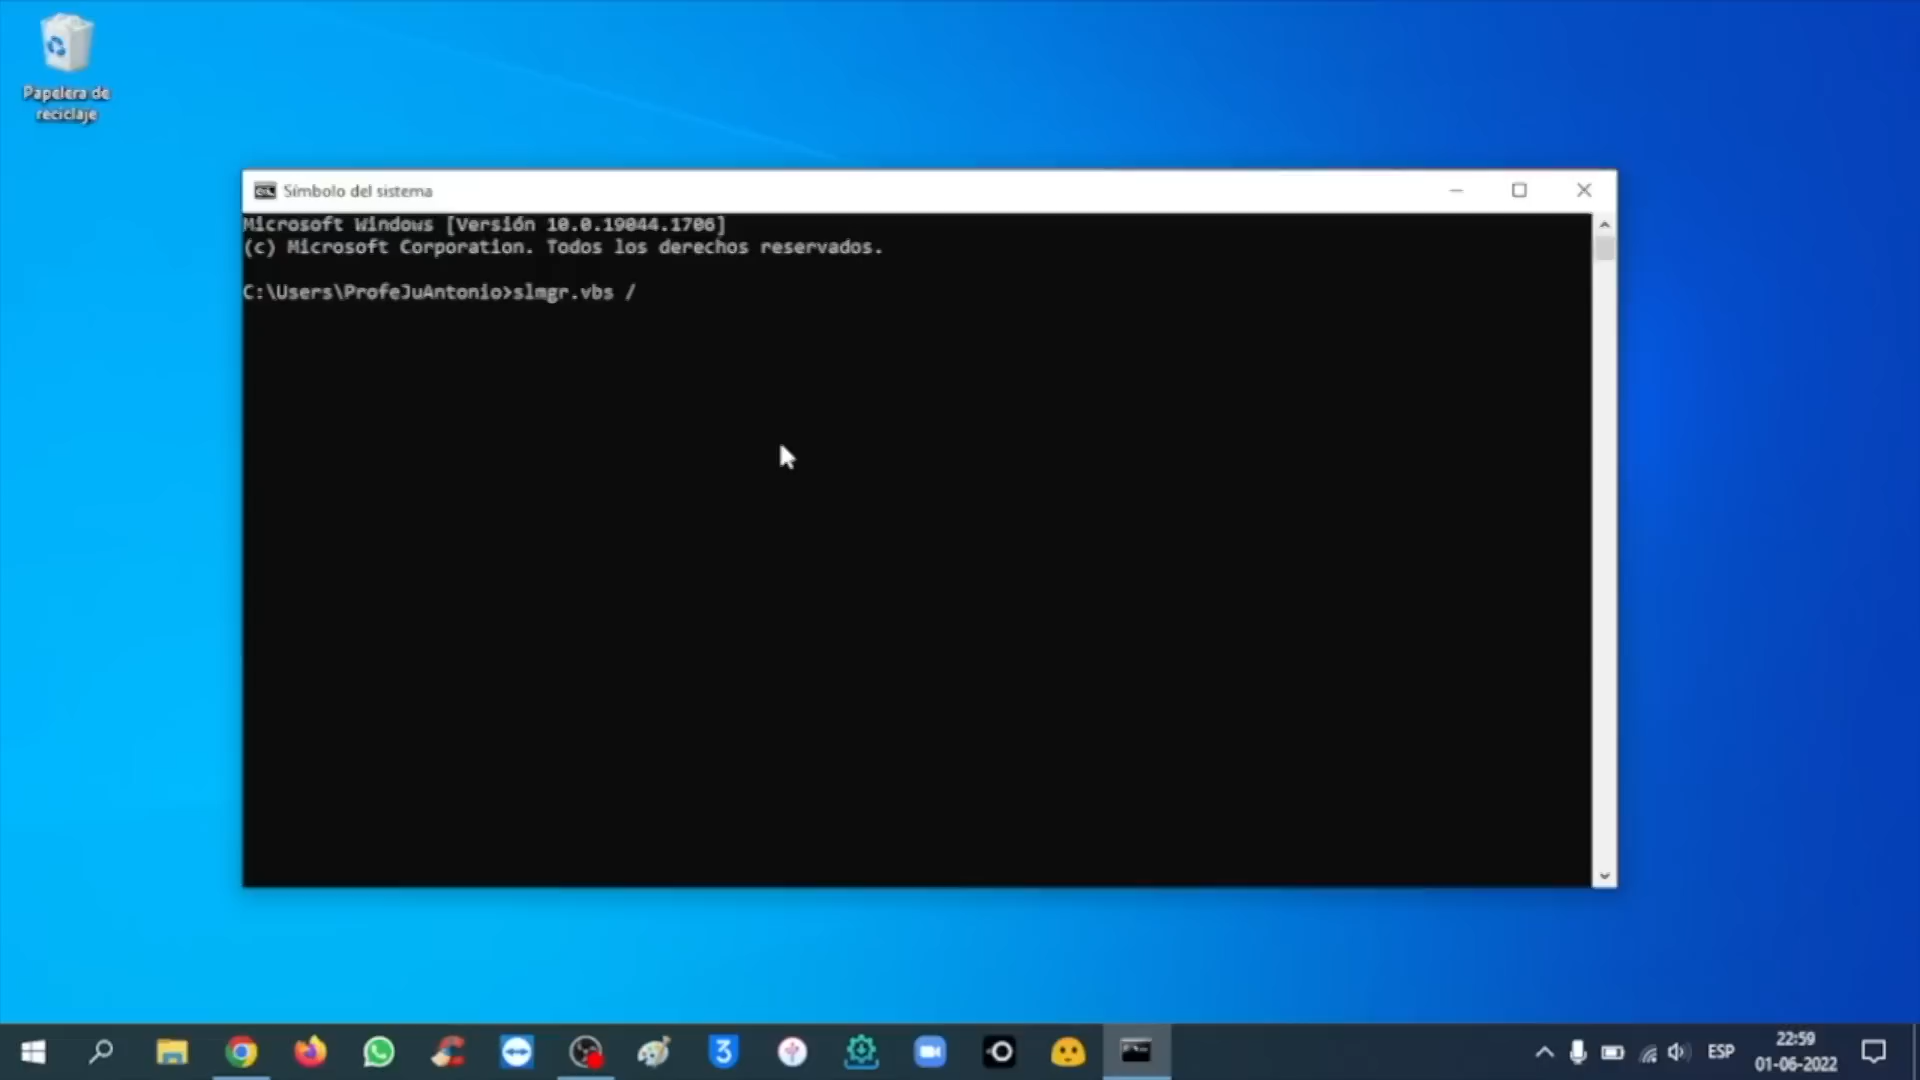 Papelera de
reciclaje
Símbolo del sistema
Microsoft Windows [Versión 10.0.19044.1706]
(c) Microsoft Corporation. Todos los derechos reservados.
C:\Users\ProfeJuAntonio>slmgr.vbs /
3
ESP
22:59
01-06-2022